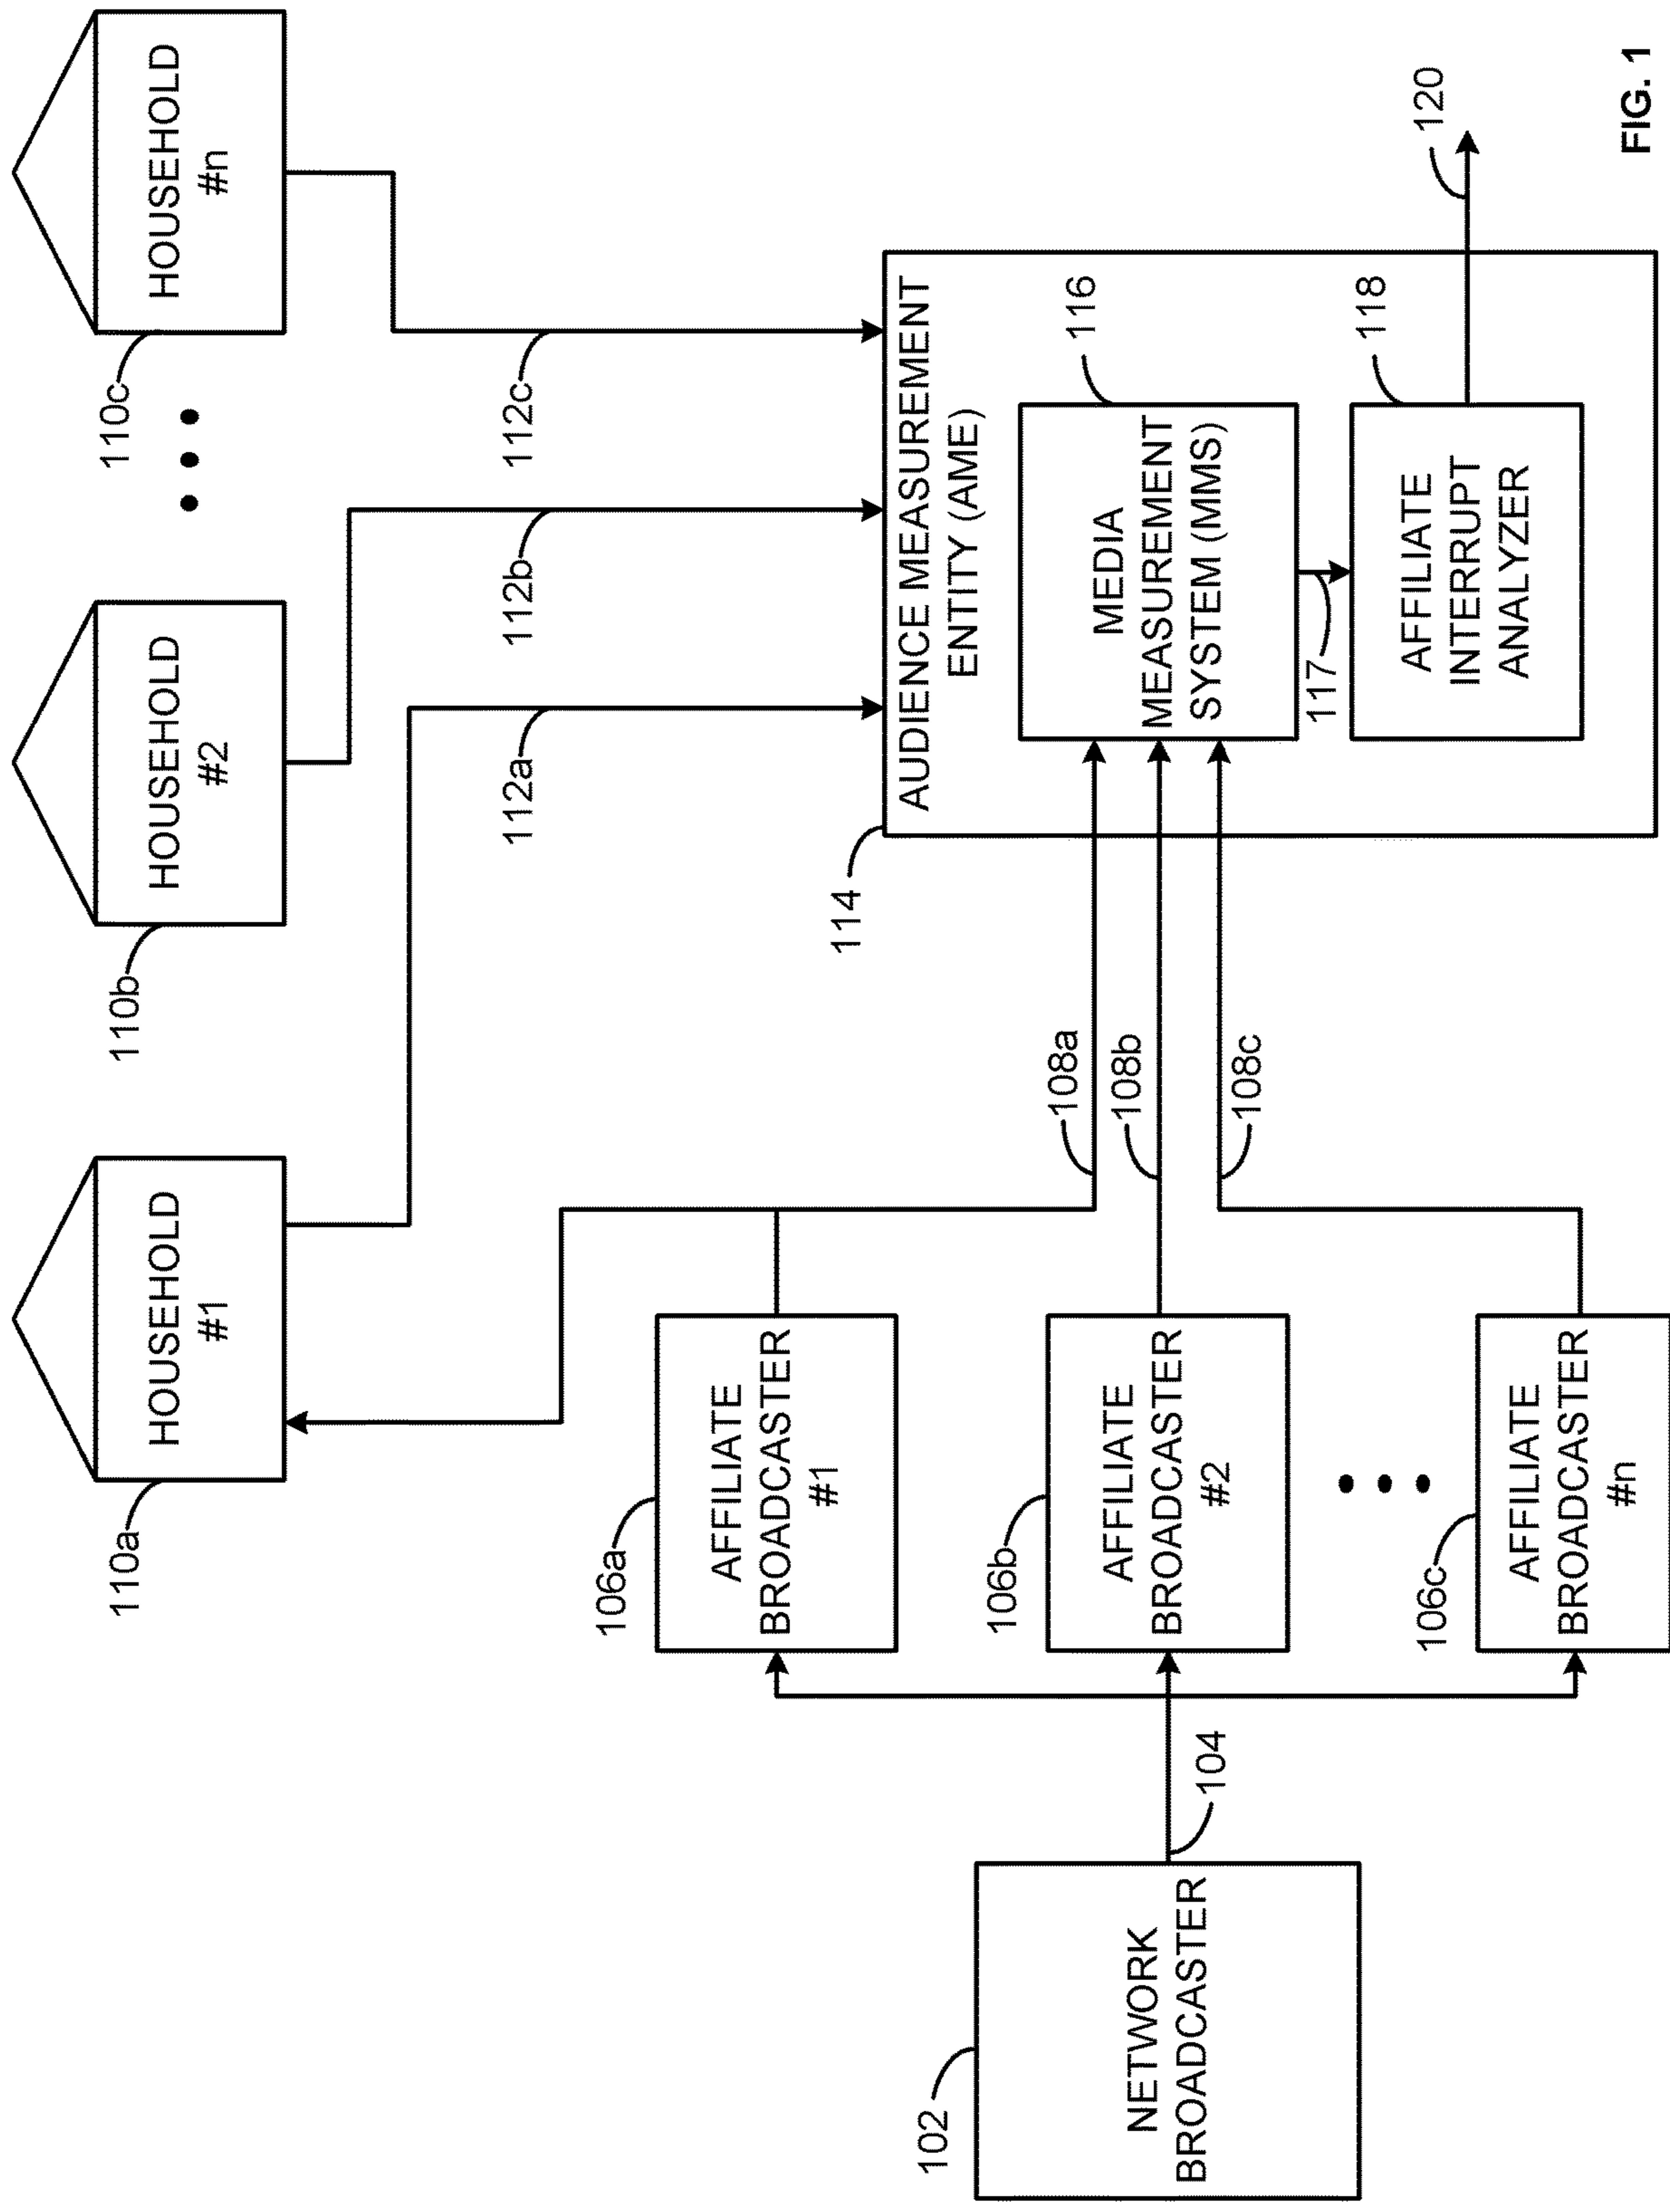 HOUSEHOLD
#1
110a
HOUSEHOLD
#2
110b
HOUSEHOLD
#n
110c
112a
112b
112c
AUDIENCE MEASUREMENT
ENTITY (AME)
114
MEDIA
MEASUREMENT
SYSTEM (MMS)
116
117
AFFILIATE
INTERRUPT
ANALYZER
118
120
108a
108b
108c
106a
AFFILIATE
BROADCASTER
#1
106b
AFFILIATE
BROADCASTER
#2
106c
AFFILIATE
BROADCASTER
#n
104
102
NETWORK
BROADCASTER
FIG. 1